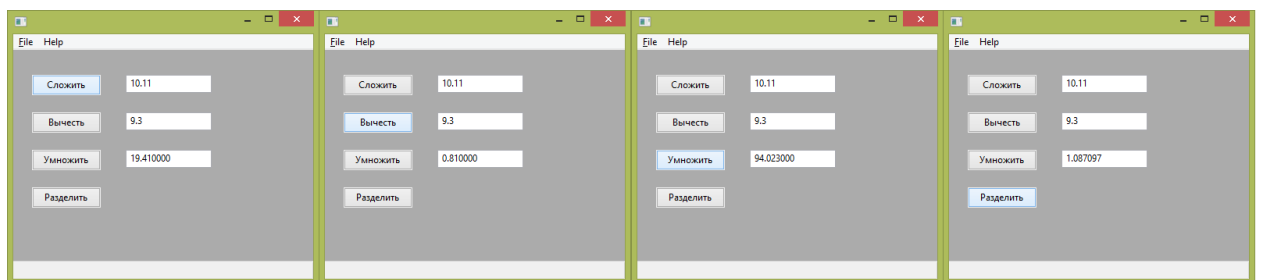 File Help
Сложить 10.11
Вычесть 9.3
Умножить 19.410000
Разделить
File Help
Сложить 10.11
Вычесть 9.3
Умножить 0.810000
Разделить
File Help
Сложить 10.11
Вычесть 9.3
Умножить 94.023000
Разделить
File Help
Сложить 10.11
Вычесть 9.3
Умножить 1.087097
Разделить